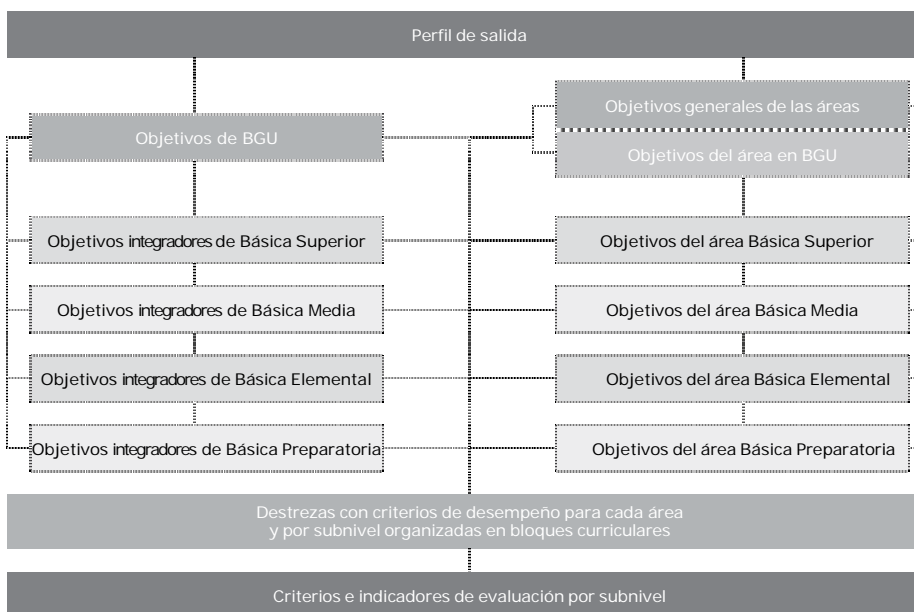 Perfil de salida
Objetivos de BGU
Objetivos generales de las áreas
Objetivos del área en BGU
Objetivos integradores de Básica Superior
Objetivos del área Básica Superior
Objetivos integradores de Básica Media
Objetivos del área Básica Media
Objetivos integradores de Básica Elemental
Objetivos del área Básica Elemental
Objetivos integradores de Básica Preparatoria
Objetivos del área Básica Preparatoria
Destrezas con criterios de desempeño para cada área
y por subnivel organizadas en bloques curriculares
Criterios e indicadores de evaluación por subnivel